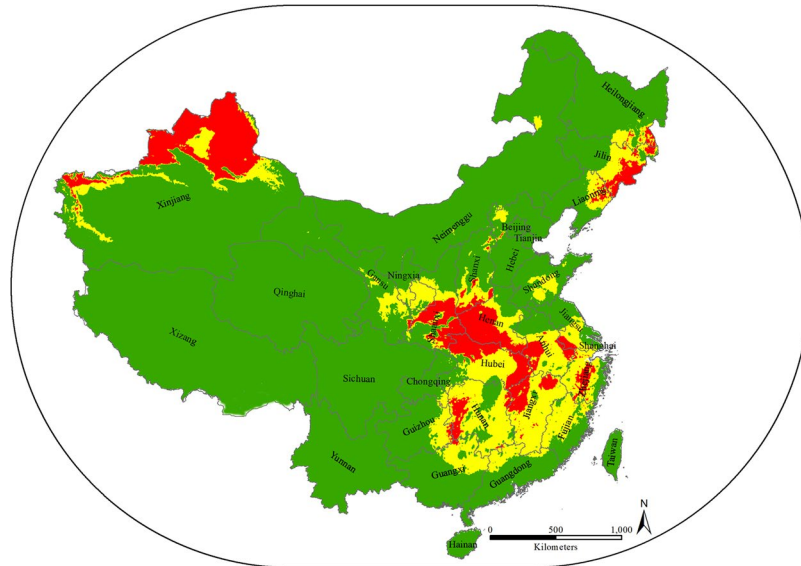 Heilongjiang
Jilin
Liaoning
Xinjiang
Neimenggu
Beijing
Tianjin
Hebei
Shanxi
Shandong
Ningxia
Gansu
Qinghai
Henan
Jiangsu
Xizang
Anhui
Shanghai
Hubei
Sichuan
Chongqing
Zhejiang
Hunan
Jiangxi
Guizhou
Fujian
Yunnan
Guangxi
Guangdong
Taiwan
N
0 500 1,000
Kilometers
Hainan